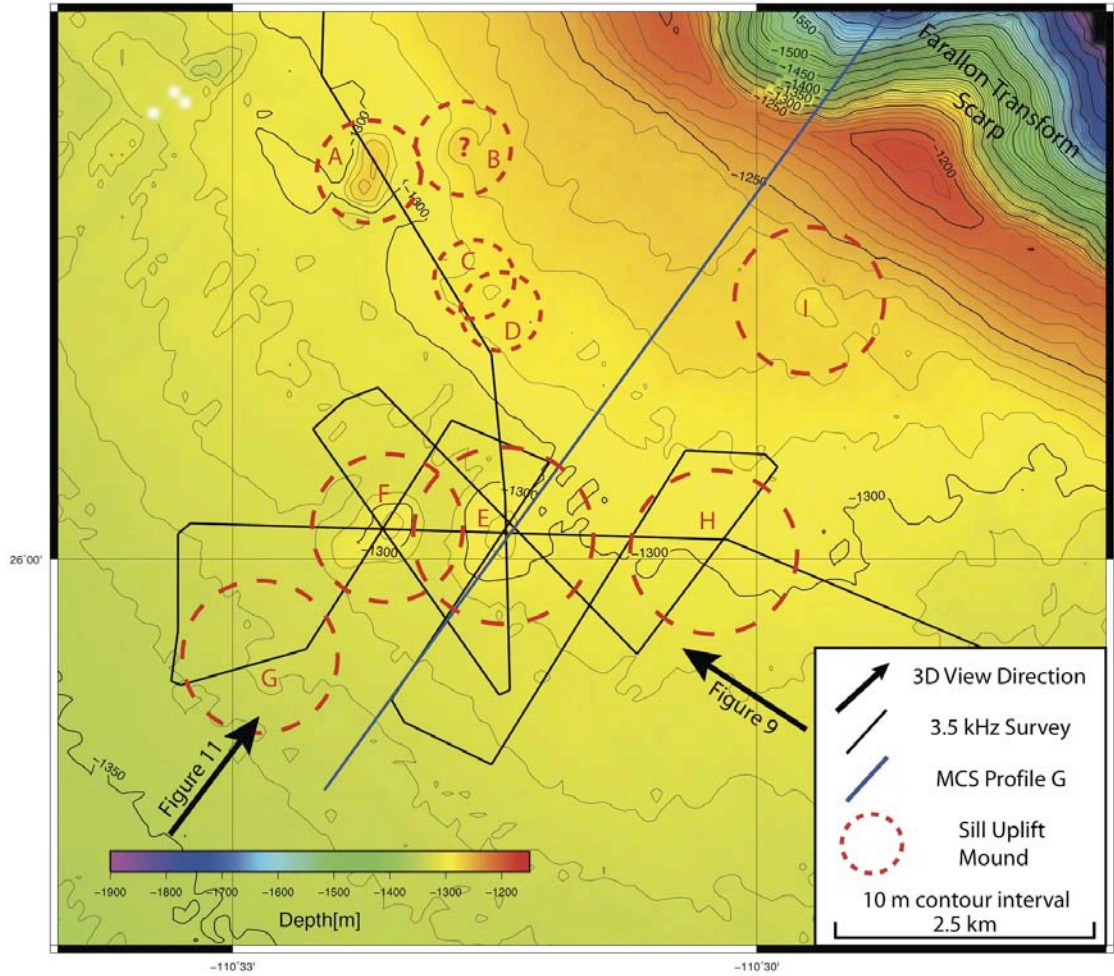 -1550
-1500
-1450
-1400
-1350
-1300
-1250
Farallon Transform
Scarp
-1200
-1250
-1300
-1300
A
?
B
C
D
I
F
E
H
G
-1300
-1300
-1300
-1300
26°00'
-1350
Figure 11
Figure 9
3D View Direction
3.5 kHz Survey
MCS Profile G
Sill Uplift
Mound
10 m contour interval
2.5 km
-1900 -1800 -1700 -1600 -1500 -1400 -1300 -1200
Depth[m]
-110°33' -110°30'